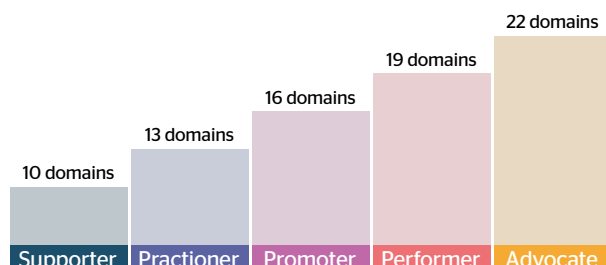 22 domains
19 domains
16 domains
13 domains
10 domains
Supporter Practioner Promoter Performer Advocate